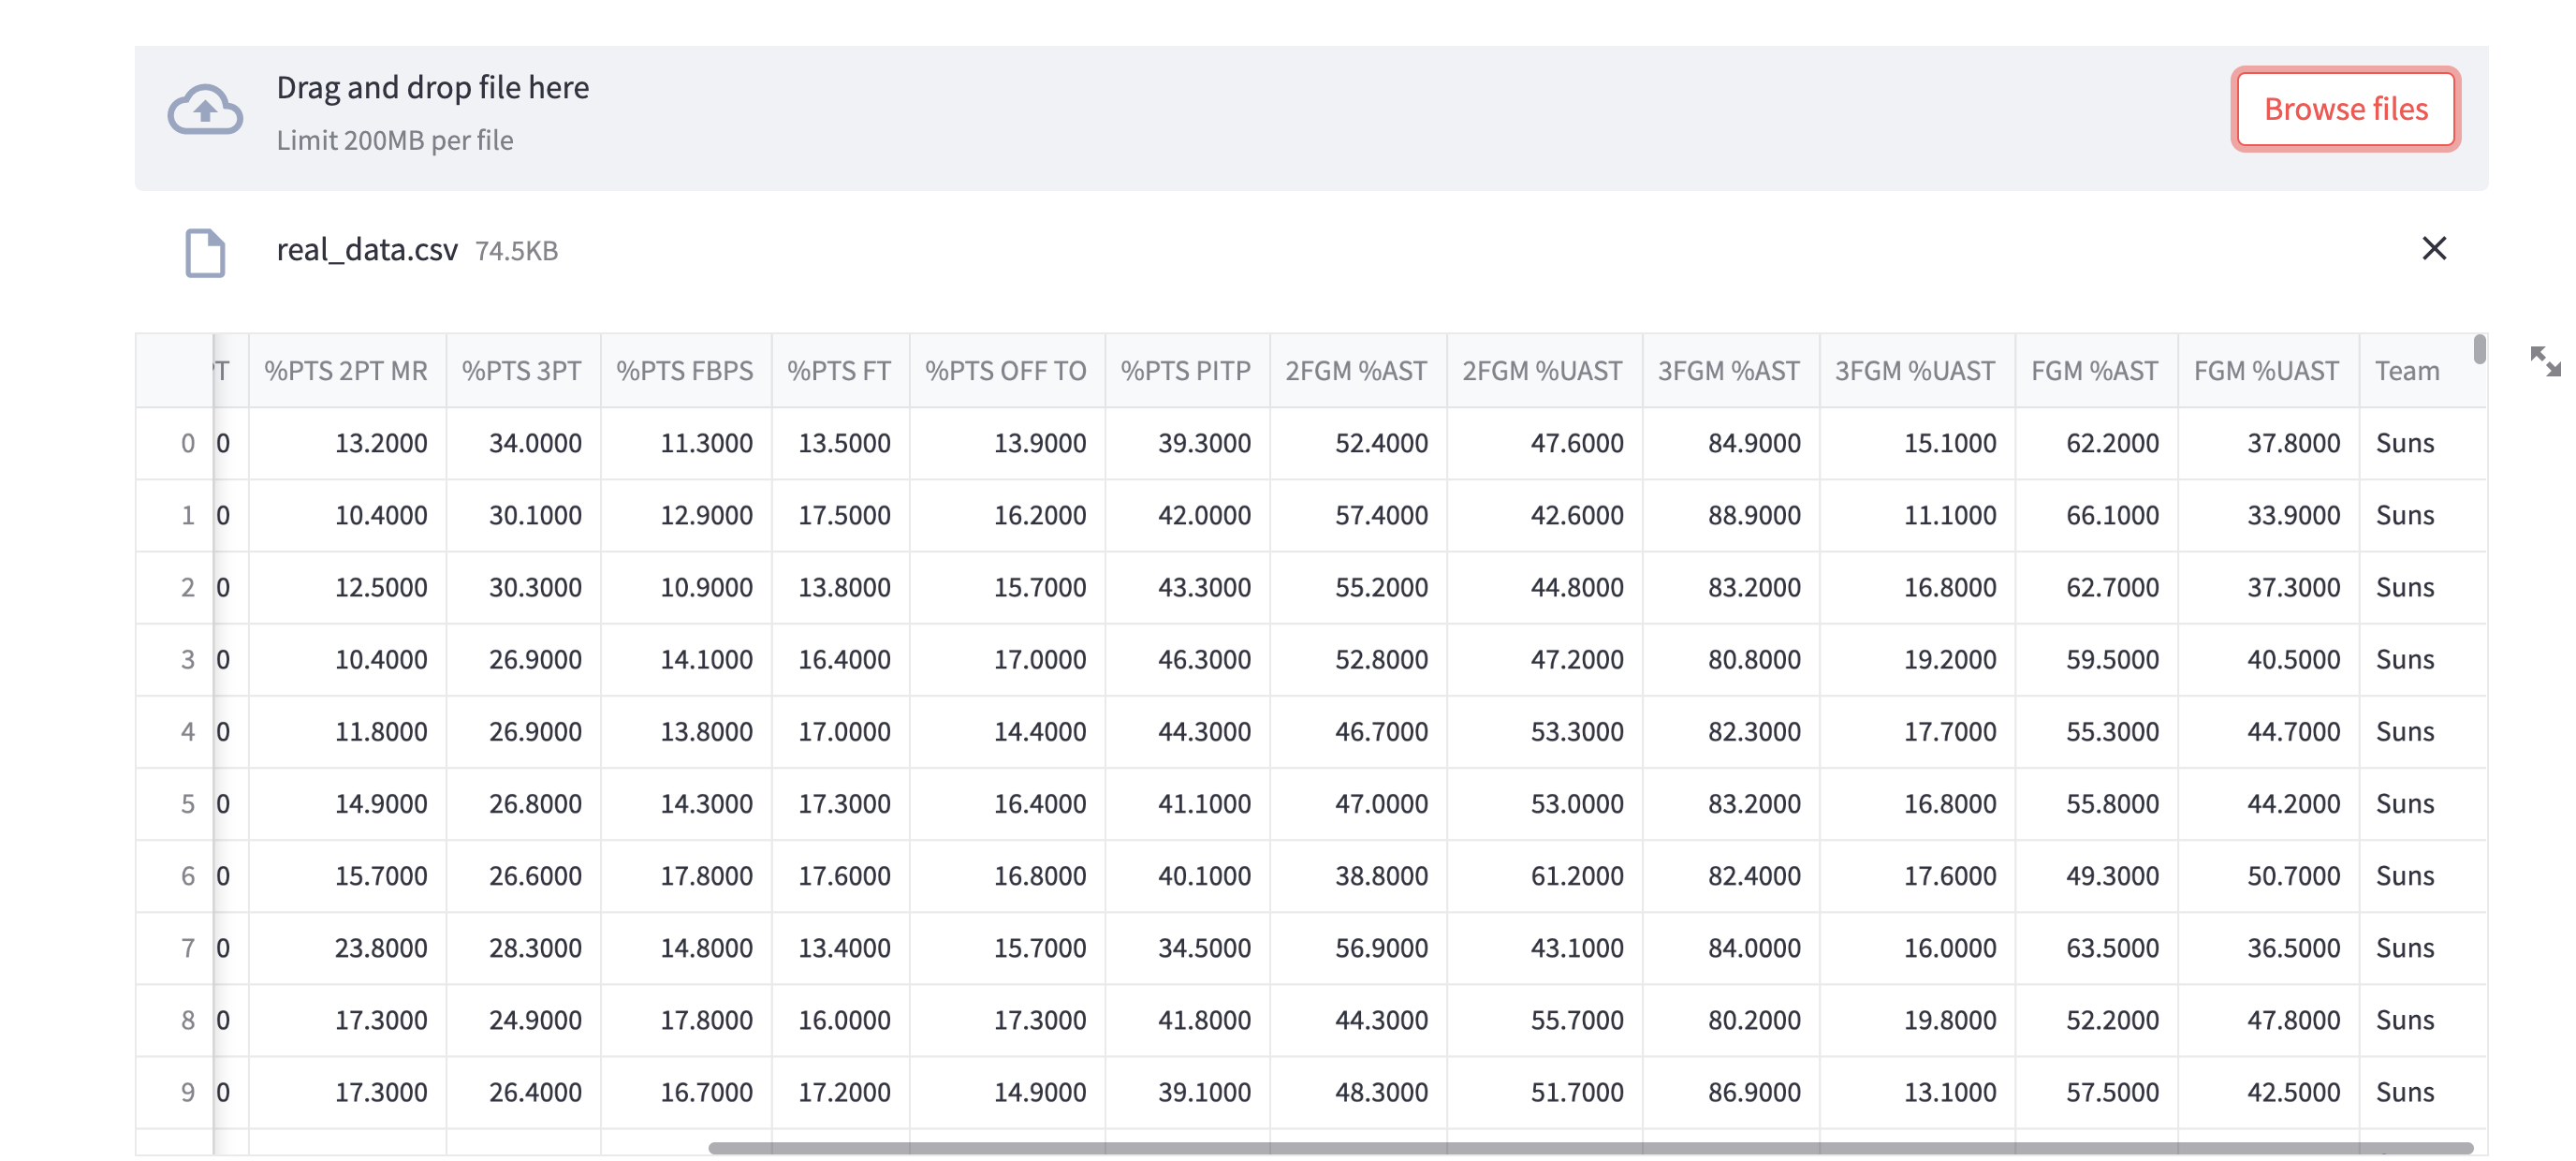 Drag and drop file here
Limit 200MB per file
Browse files
real_data.csv 74.5KB
%PTS 2PT MR %PTS 3PT %PTS FBPS %PTS FT %PTS OFF TO %PTS PITP 2FGM %AST 2FGM %UAST 3FGM %AST 3FGM %UAST FGM %AST FGM %UAST Team
0 0 13.2000 34.0000 11.3000 13.5000 13.9000 39.3000 52.4000 47.6000 84.9000 15.1000 62.2000 37.8000 Suns
1 0 10.4000 30.1000 12.9000 17.5000 16.2000 42.0000 57.4000 42.6000 88.9000 11.1000 66.1000 33.9000 Suns
2 0 12.5000 30.3000 10.9000 13.8000 15.7000 43.3000 55.2000 44.8000 83.2000 16.8000 62.7000 37.3000 Suns
3 0 10.4000 26.9000 14.1000 16.4000 17.0000 46.3000 52.8000 47.2000 80.8000 19.2000 59.5000 40.5000 Suns
4 0 11.8000 26.9000 13.8000 17.0000 14.4000 44.3000 46.7000 53.3000 82.3000 17.7000 55.3000 44.7000 Suns
5 0 14.9000 26.8000 14.3000 17.3000 16.4000 41.1000 47.0000 53.0000 83.2000 16.8000 55.8000 44.2000 Suns
6 0 15.7000 26.6000 17.8000 17.6000 16.8000 40.1000 38.8000 61.2000 82.4000 17.6000 49.3000 50.7000 Suns
7 0 23.8000 28.3000 14.8000 13.4000 15.7000 34.5000 56.9000 43.1000 84.0000 16.0000 63.5000 36.5000 Suns
8 0 17.3000 24.9000 17.8000 16.0000 17.3000 41.8000 44.3000 55.7000 80.2000 19.8000 52.2000 47.8000 Suns
9 0 17.3000 26.4000 16.7000 17.2000 14.9000 39.1000 48.3000 51.7000 86.9000 13.1000 57.5000 42.5000 Suns